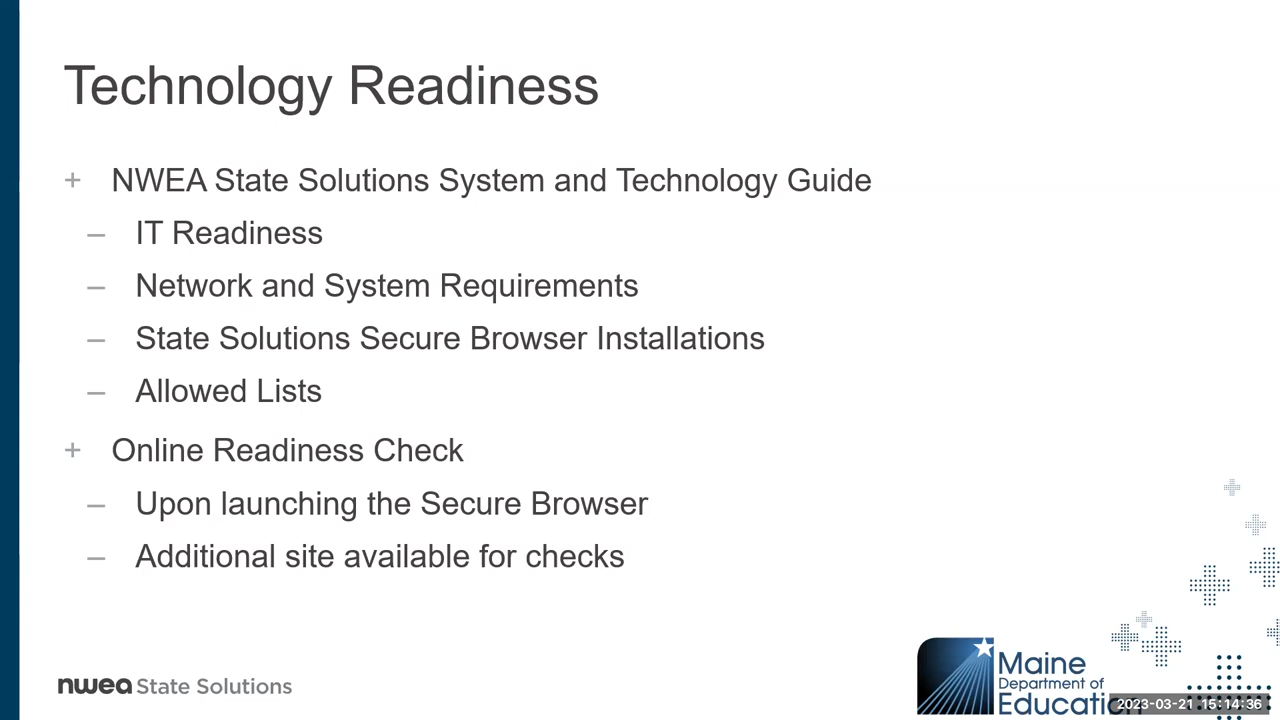 Technology Readiness
+ NWEA State Solutions System and Technology Guide
– IT Readiness
– Network and System Requirements
– State Solutions Secure Browser Installations
– Allowed Lists
+ Online Readiness Check
– Upon launching the Secure Browser
– Additional site available for checks
nwea State Solutions
Maine
Department of
Education
2023-03-21 15:14:36